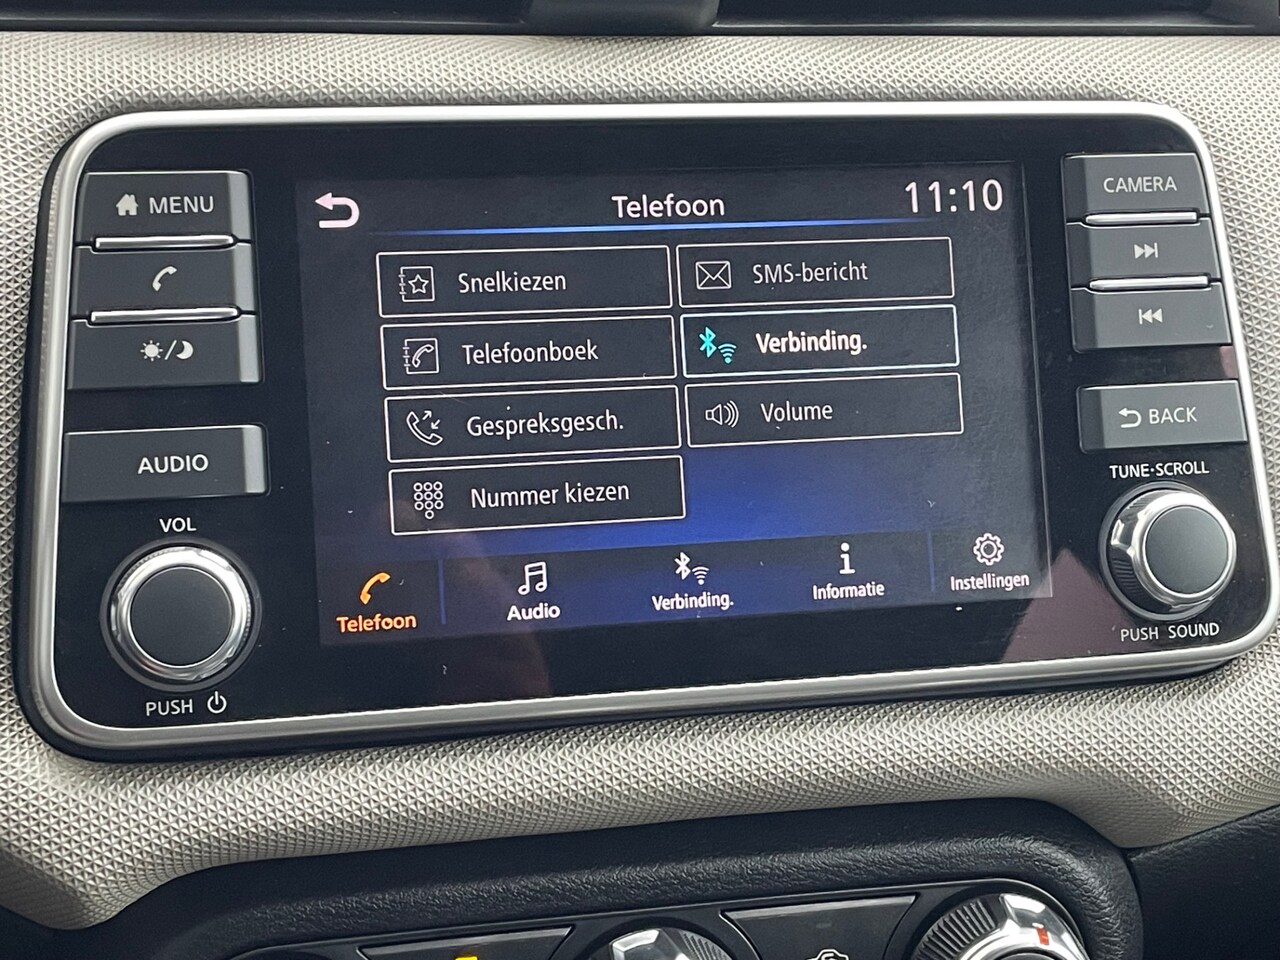 MENU
AUDIO
VOL
PUSH
Telefoon
11:10
Snelkiezen
SMS-bericht
Telefoonboek
Verbinding.
Gespreksgesch.
Volume
Nummer kiezen
Telefoon
Audio
Verbinding.
Informatie
Instellingen
CAMERA
BACK
TUNE·SCROLL
PUSH SOUND